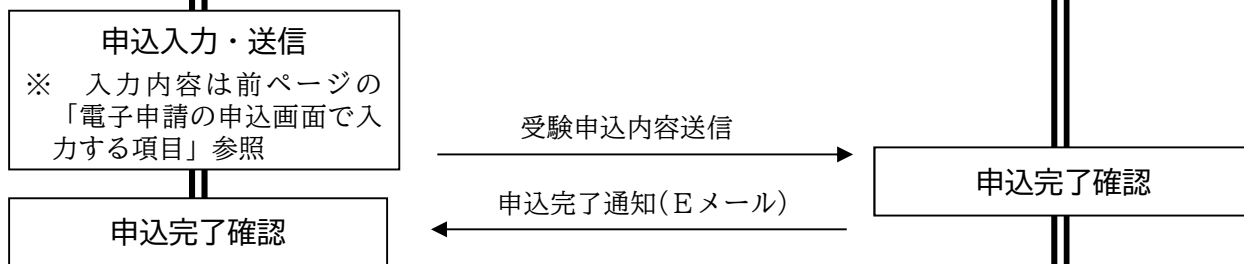 申込入力・送信
※　入力内容は前ページの
「電子申請の申込画面で入
力する項目」参照
受験申込内容送信
申込完了確認
申込完了通知(Ｅメール)
申込完了確認